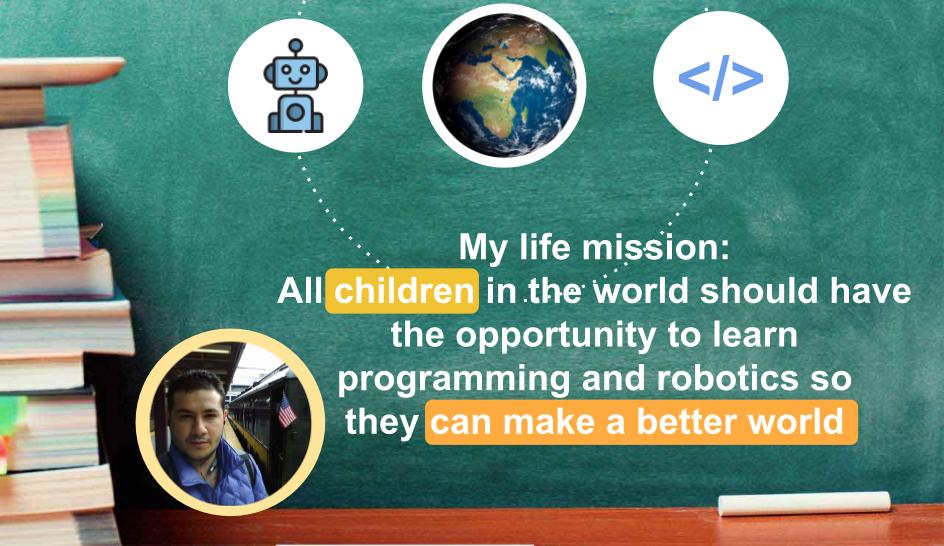 </>
My life mission:
All children in the world should have
the opportunity to learn
programming and robotics so
they can make a better world